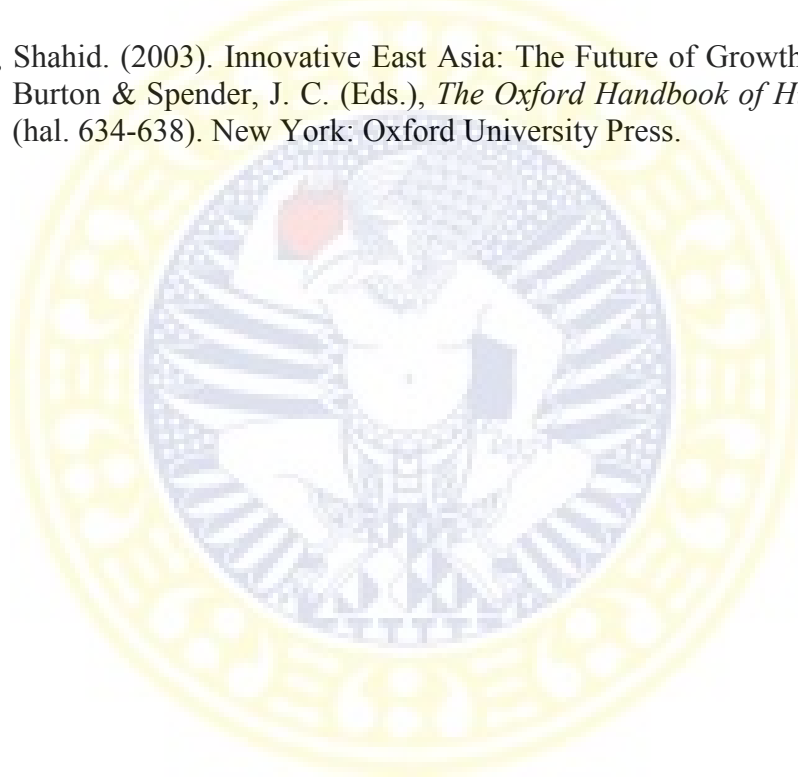 , Shahid. (2003). Innovative East Asia: The Future of Growth
Burton & Spender, J. C. (Eds.), The Oxford Handbook of H
(hal. 634-638). New York: Oxford University Press.